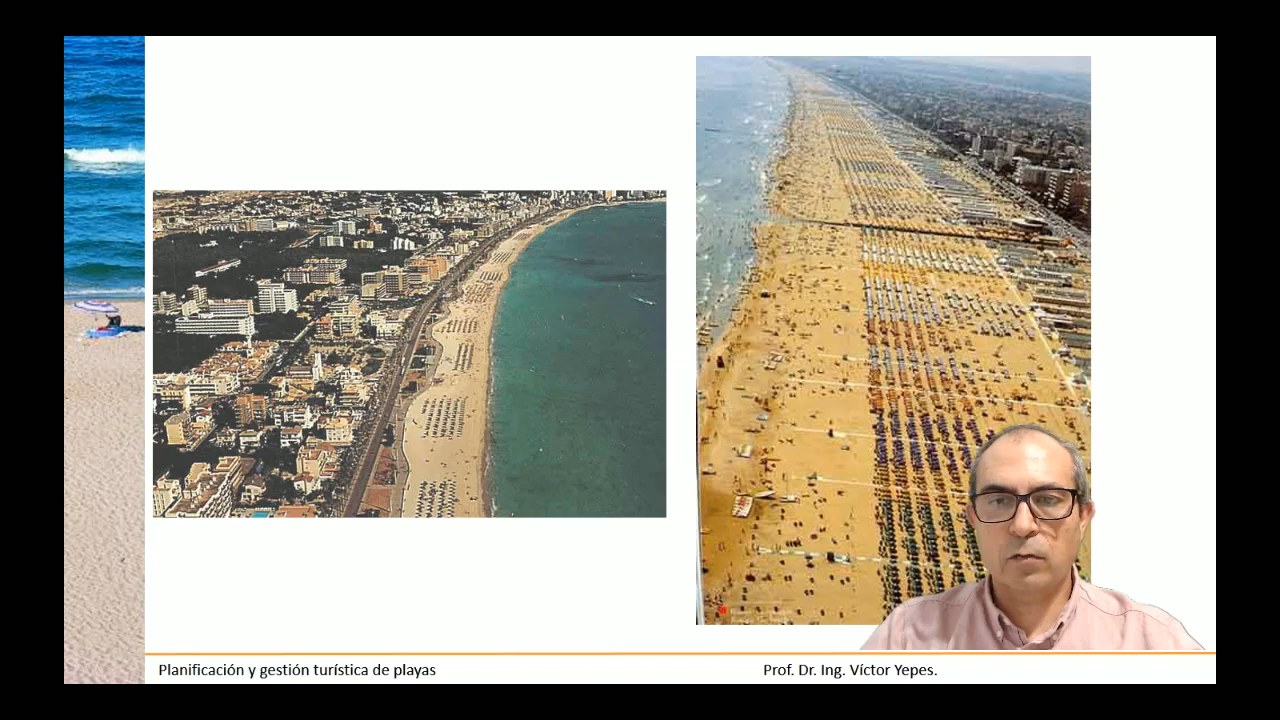 Planificación y gestión turística de playas
Prof. Dr. Ing. Víctor Yepes.